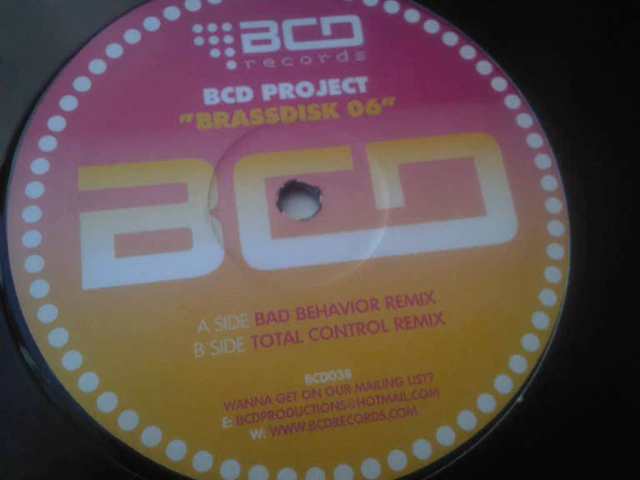 BCD
records
BCD PROJECT
"BRASSDISK 06"
BCD
A SIDE BAD BEHAVIOR REMIX
B SIDE TOTAL CONTROL REMIX
BCD038
WANNA GET ON OUR MAILING LIST?
E: BCDPRODUCTIONS@HOTMAIL.COM
W: WWW.BCDRECORDS.COM